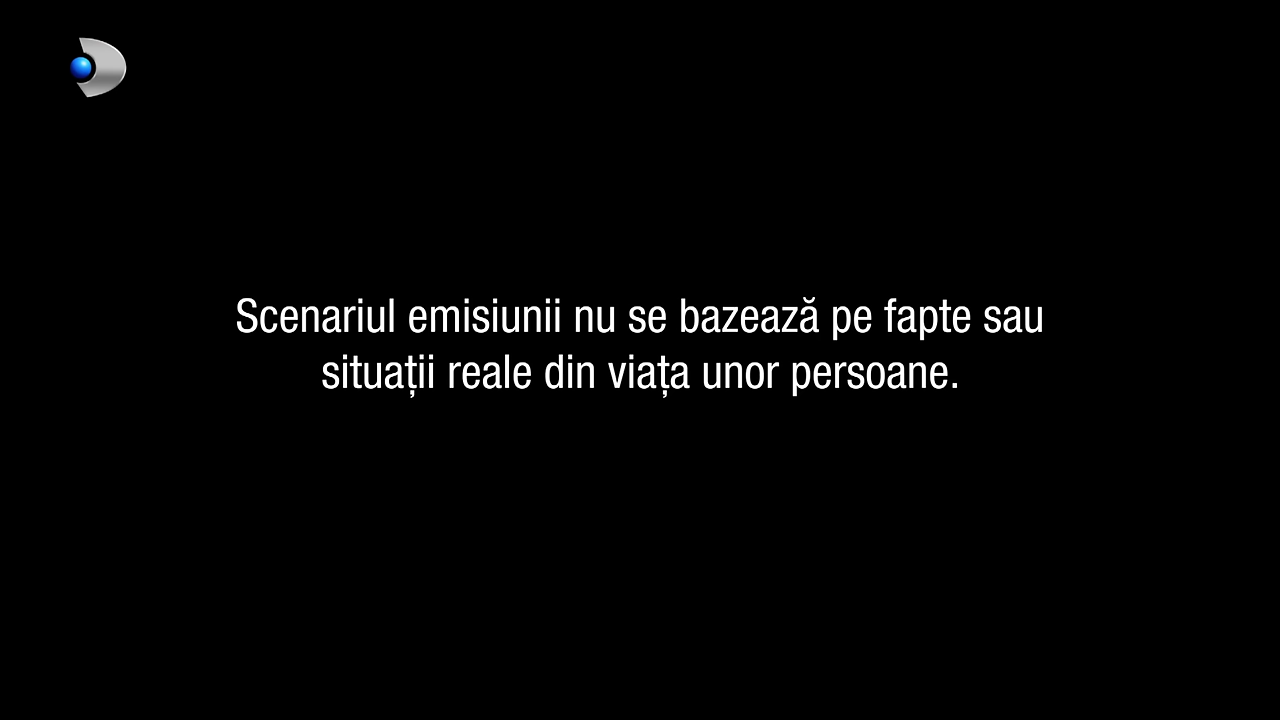 Scenariul emisiunii nu se bazează pe fapte sau
situații reale din viața unor persoane.